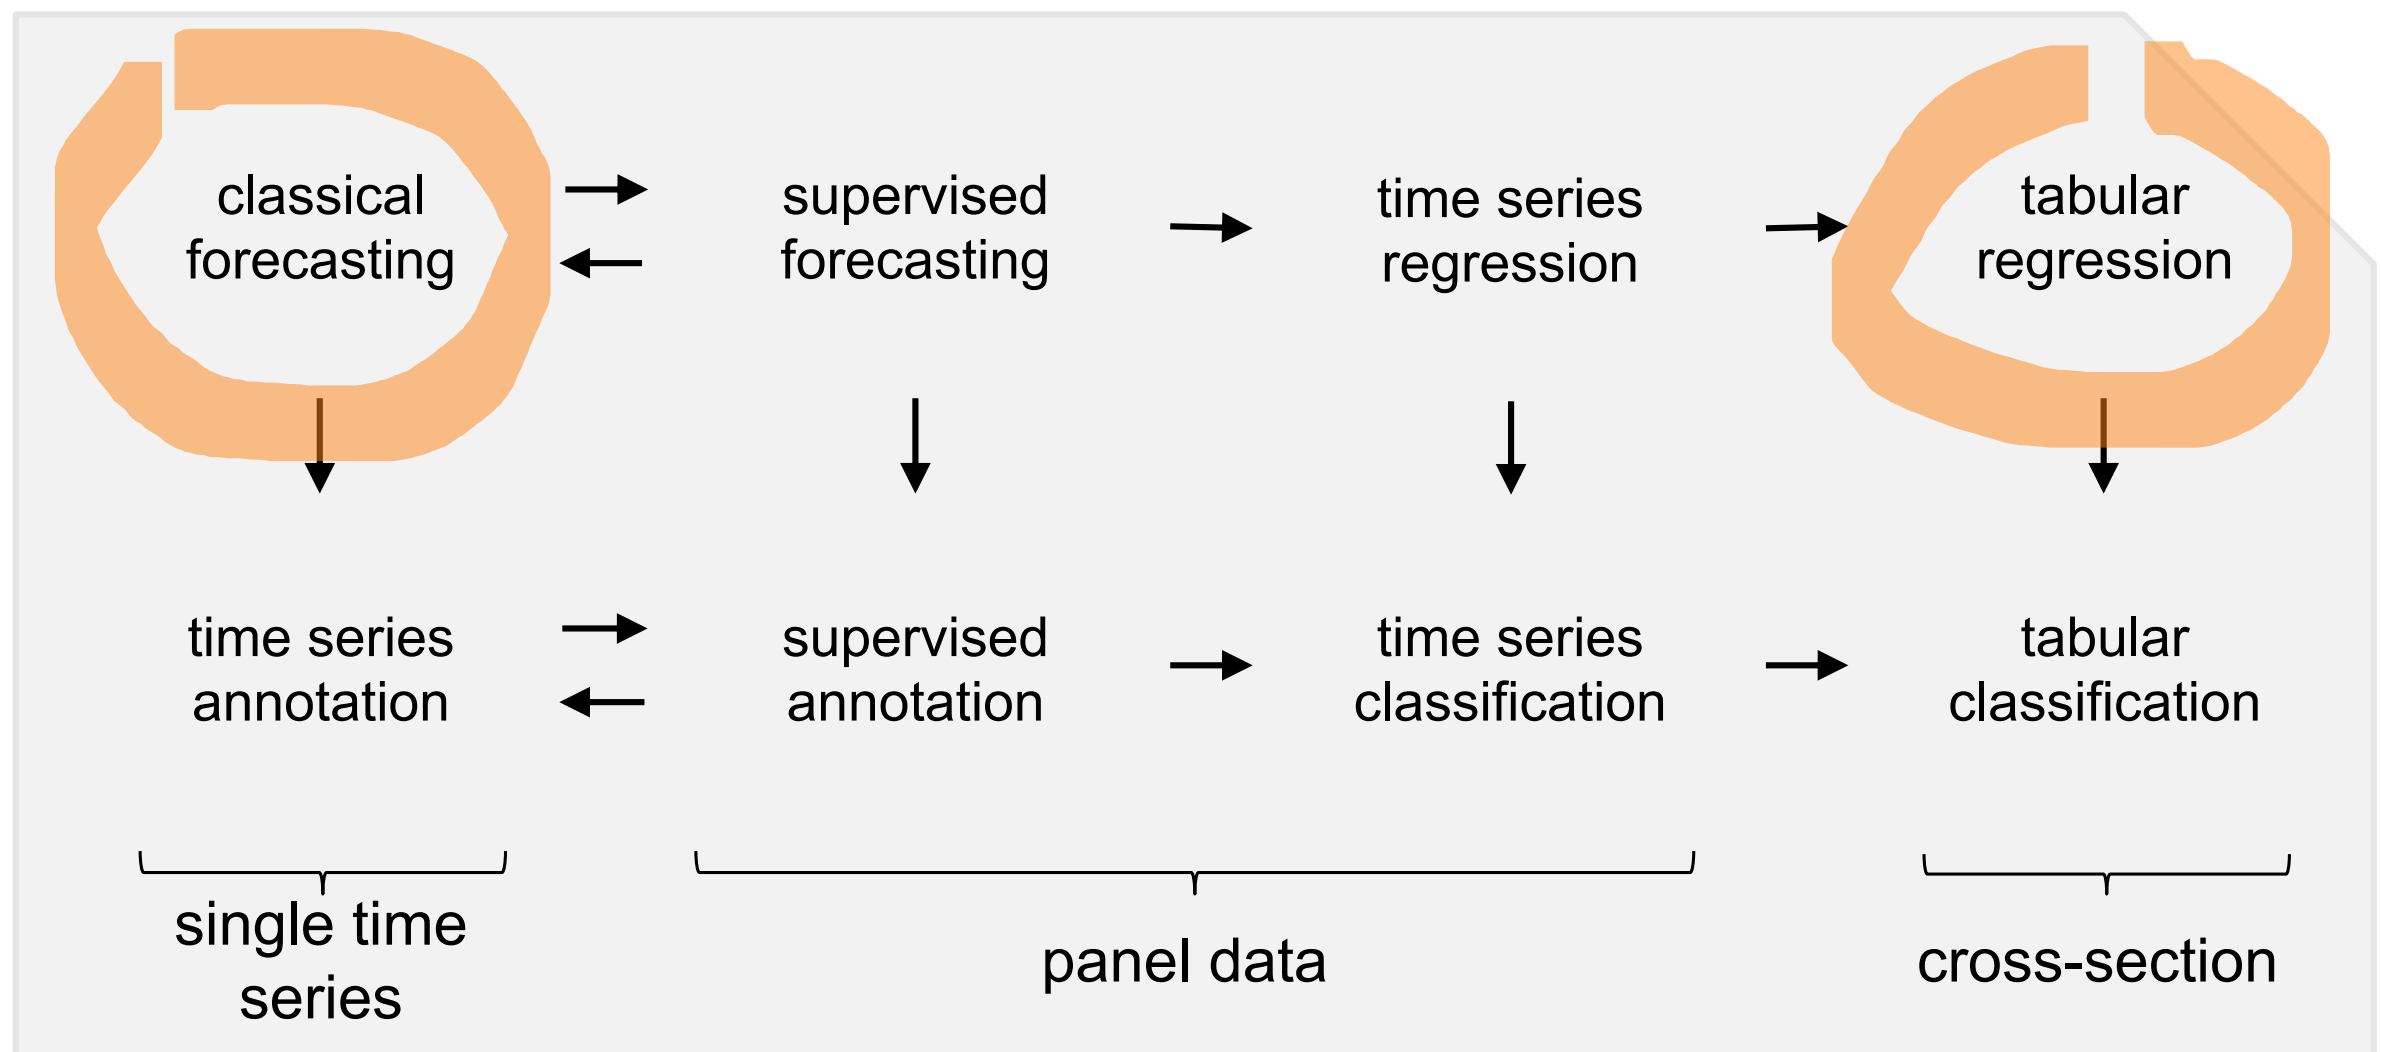 classical
forecasting
supervised
forecasting
time series
regression
tabular
regression
time series
annotation
supervised
annotation
time series
classification
tabular
classification
single time
series
panel data
cross-section